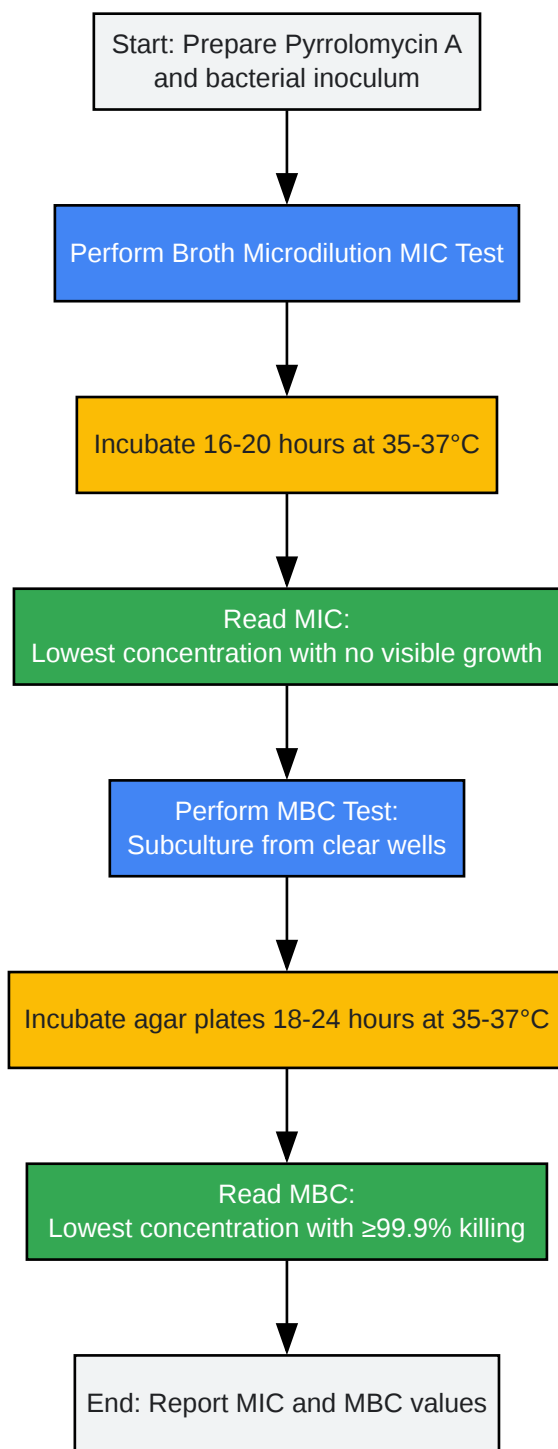 Start: Prepare Pyrrolomycin A
and bacterial inoculum
Perform Broth Microdilution MIC Test
Incubate 16-20 hours at 35-37°C
Read MIC:
Lowest concentration with no visible growth
Perform MBC Test:
Subculture from clear wells
Incubate agar plates 18-24 hours at 35-37°C
Read MBC:
Lowest concentration with ≥99.9% killing
End: Report MIC and MBC values